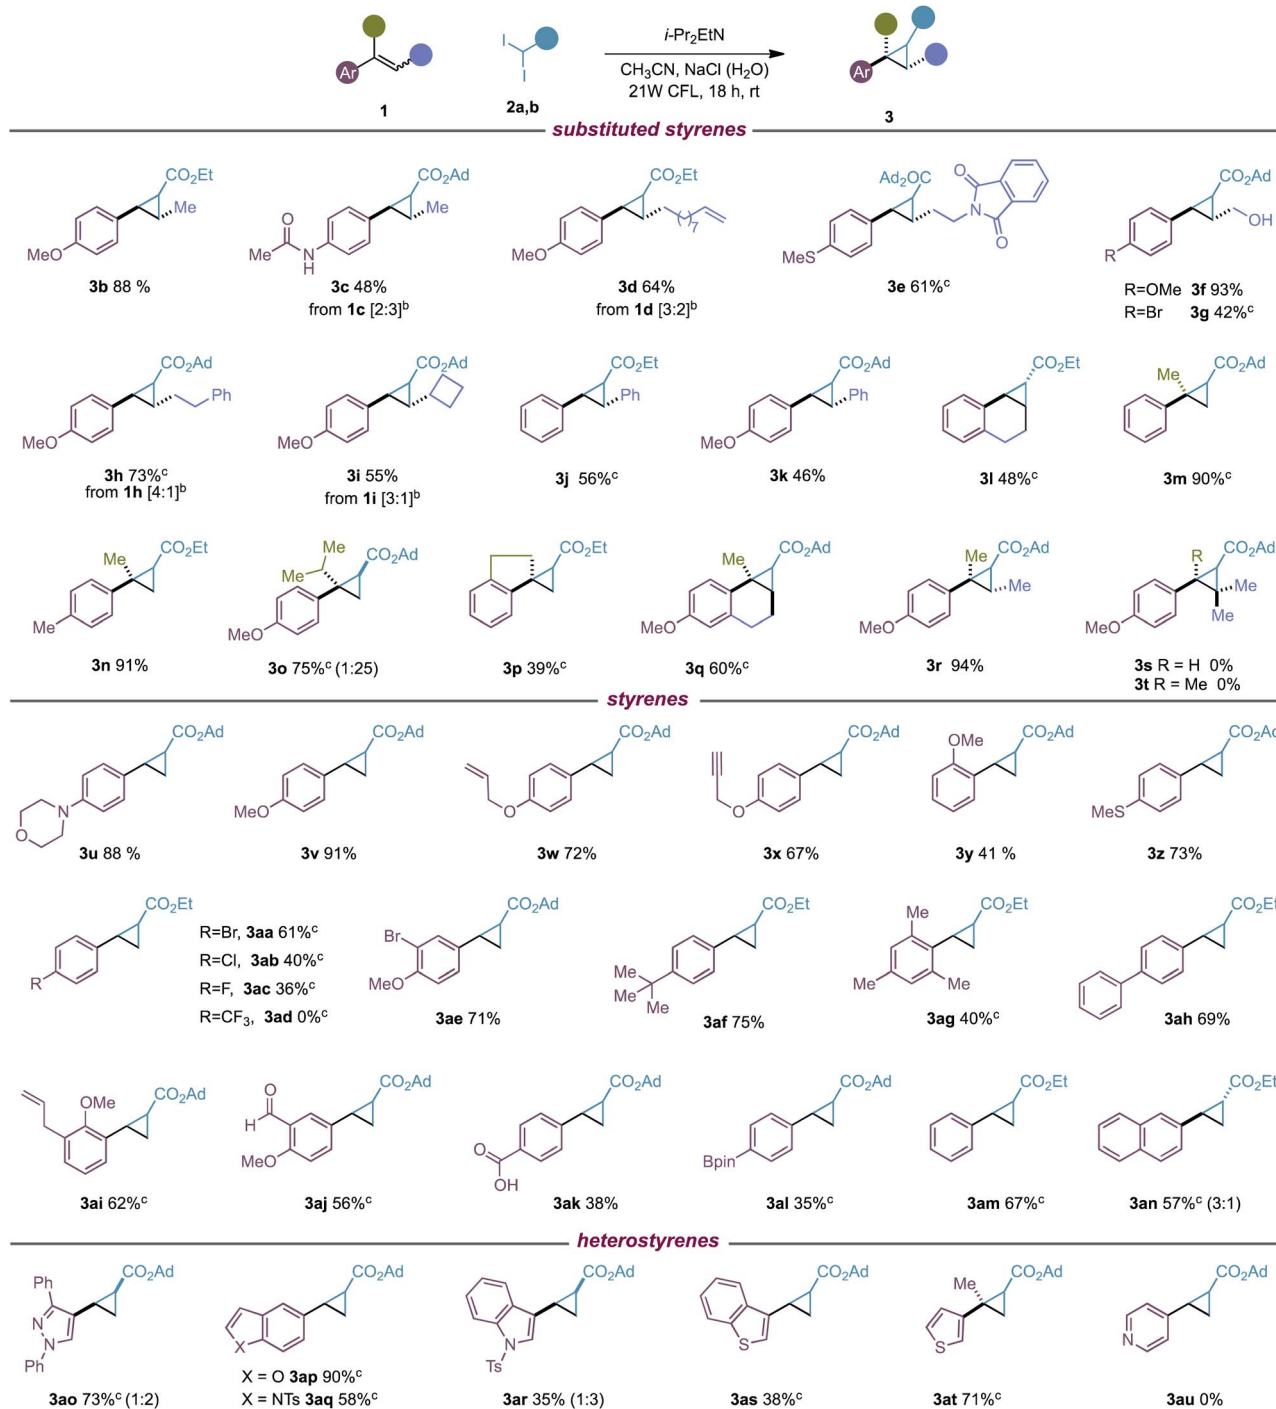 Ar
1
I
I
2a,b
i-Pr₂EtN
CH₃CN, NaCl (H₂O)
21W CFL, 18 h, rt
Ar
3
substituted styrenes
CO₂Et
Me
MeO
3b 88 %
CO₂Ad
Me
O
Me
N
H
3c 48%
from 1c [2:3]ᵇ
CO₂Et
7
MeO
3d 64%
from 1d [3:2]ᵇ
Ad₂OC
O
N
O
MeS
3e 61%ᶜ
CO₂Ad
OH
R
R=OMe 3f 93%
R=Br 3g 42%ᶜ
CO₂Ad
Ph
MeO
3h 73%ᶜ
from 1h [4:1]ᵇ
CO₂Ad
MeO
3i 55%
from 1i [3:1]ᵇ
CO₂Et
Ph
3j 56%ᶜ
CO₂Ad
Ph
MeO
3k 46%
CO₂Et
3l 48%ᶜ
Me
CO₂Ad
3m 90%ᶜ
Me
CO₂Et
Me
3n 91%
Me
Me
CO₂Ad
MeO
3o 75%ᶜ (1:25)
CO₂Et
3p 39%ᶜ
Me
CO₂Ad
MeO
3q 60%ᶜ
Me
CO₂Ad
Me
MeO
3r 94%
R
CO₂Ad
Me
Me
MeO
3s R = H 0%
3t R = Me 0%
styrenes
CO₂Ad
N
O
3u 88 %
CO₂Ad
MeO
3v 91%
CO₂Ad
O
3w 72%
CO₂Ad
O
3x 67%
OMe
CO₂Ad
3y 41 %
CO₂Ad
MeS
3z 73%
CO₂Et
R
R=Br, 3aa 61%ᶜ
R=Cl, 3ab 40%ᶜ
R=F, 3ac 36%ᶜ
R=CF₃, 3ad 0%ᶜ
CO₂Ad
Br
MeO
3ae 71%
CO₂Et
Me
Me
Me
3af 75%
CO₂Et
Me
Me
Me
3ag 40%ᶜ
CO₂Et
3ah 69%
CO₂Ad
OMe
3ai 62%ᶜ
CO₂Ad
O
H
MeO
3aj 56%ᶜ
CO₂Ad
O
OH
3ak 38%
CO₂Ad
Bpin
3al 35%ᶜ
CO₂Et
3am 67%ᶜ
CO₂Et
3an 57%ᶜ (3:1)
heterostyrenes
CO₂Ad
Ph
N
N
Ph
3ao 73%ᶜ (1:2)
CO₂Ad
X
X = O 3ap 90%ᶜ
X = NTs 3aq 58%ᶜ
CO₂Ad
N
Ts
3ar 35% (1:3)
CO₂Ad
S
3as 38%ᶜ
Me
CO₂Ad
S
3at 71%ᶜ
CO₂Ad
N
3au 0%